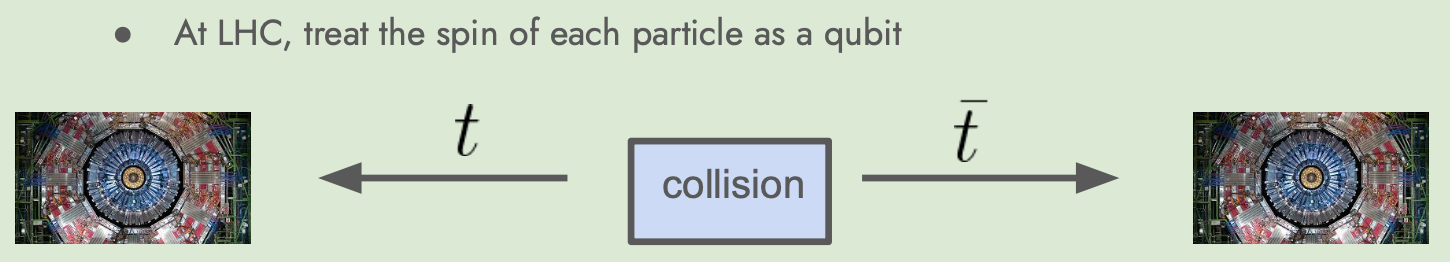 ● At LHC, treat the spin of each particle as a qubit
t
t̄
collision